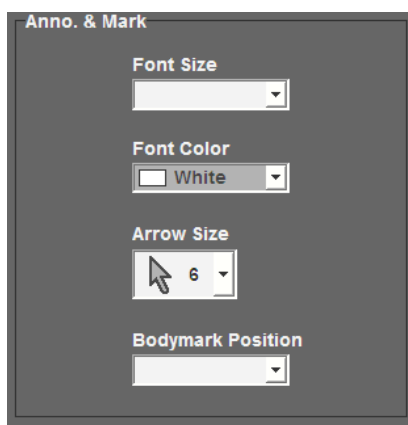 Anno. & Mark
Font Size
Font Color
White
Arrow Size
6
Bodymark Position